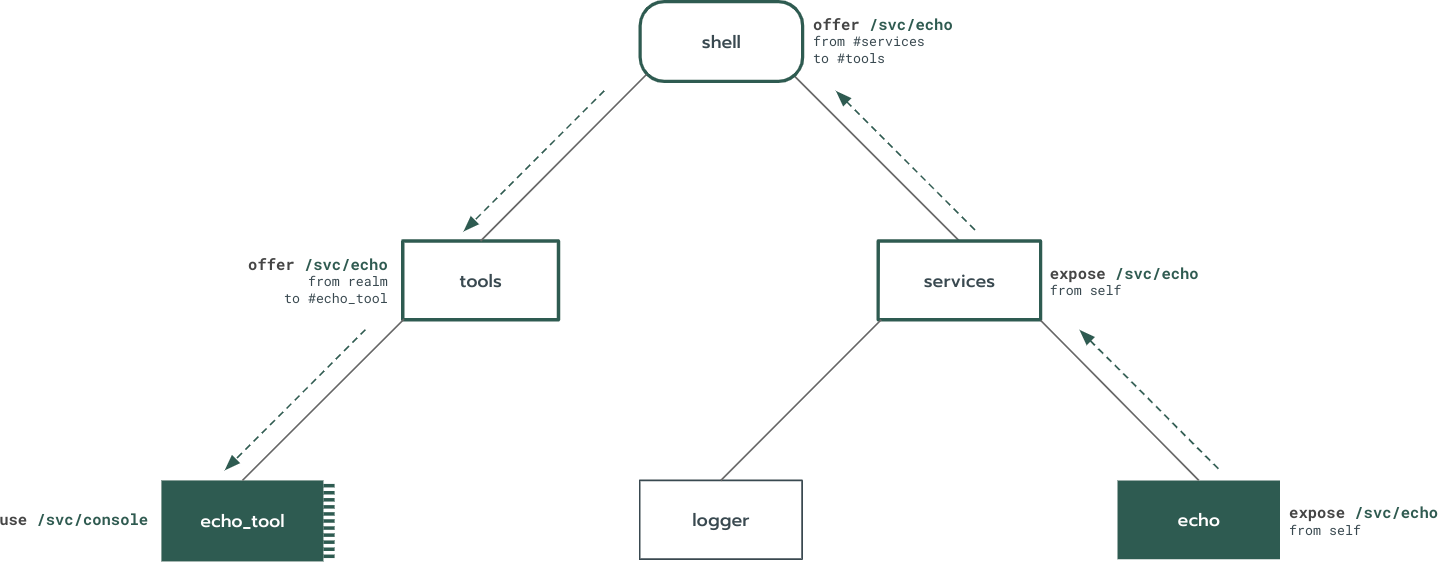 shell
offer /svc/echo
from #services
to #tools
offer /svc/echo
from realm
to #echo_tool
tools
services
expose /svc/echo
from self
use /svc/console
echo_tool
logger
echo
expose /svc/echo
from self